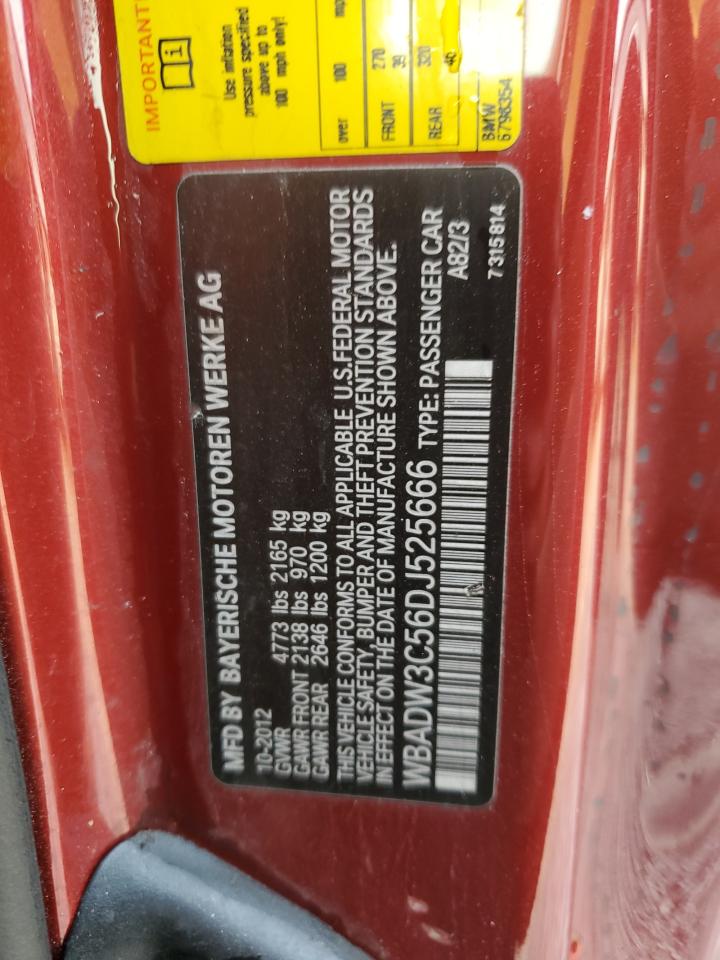 IMPORTANT
Use inflation
pressure specified
above up to
100 mph only!
over 100
FRONT 270
39
REAR 320
BMW
6798354
MFD BY BAYERISCHE MOTOREN WERKE AG
10-2012
GVWR 4773 lbs 2165 kg
GAWR FRONT 2138 lbs 970 kg
GAWR REAR 2646 lbs 1200 kg
THIS VEHICLE CONFORMS TO ALL APPLICABLE U.S.FEDERAL MOTOR
VEHICLE SAFETY, BUMPER AND THEFT PREVENTION STANDARDS
IN EFFECT ON THE DATE OF MANUFACTURE SHOWN ABOVE.
WBADW3C56DJ525666 TYPE: PASSENGER CAR
A82/3
7315814